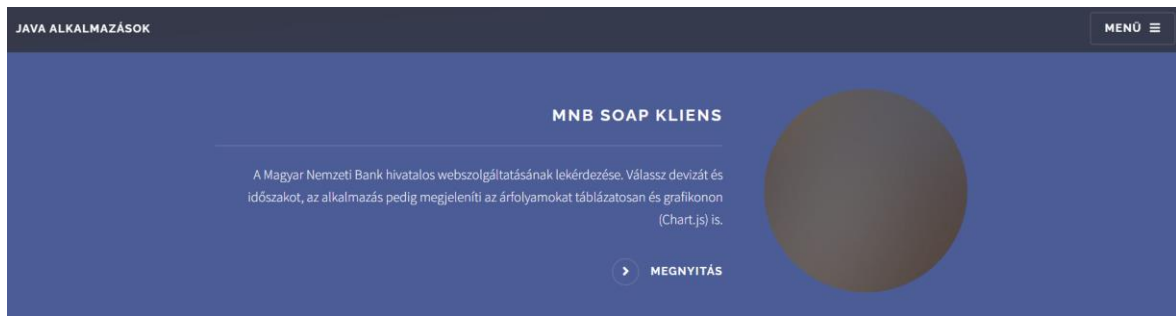 JAVA ALKALMAZÁSOK
MENÜ
MNB SOAP KLIENS
A Magyar Nemzeti Bank hivatalos webszolgáltatásának lekérdezése. Válassz devizát és
időszakot, az alkalmazás pedig megjeleníti az árfolyamokat táblázatosan és grafikonon
(Chart.js) is.
MEGNYITÁS